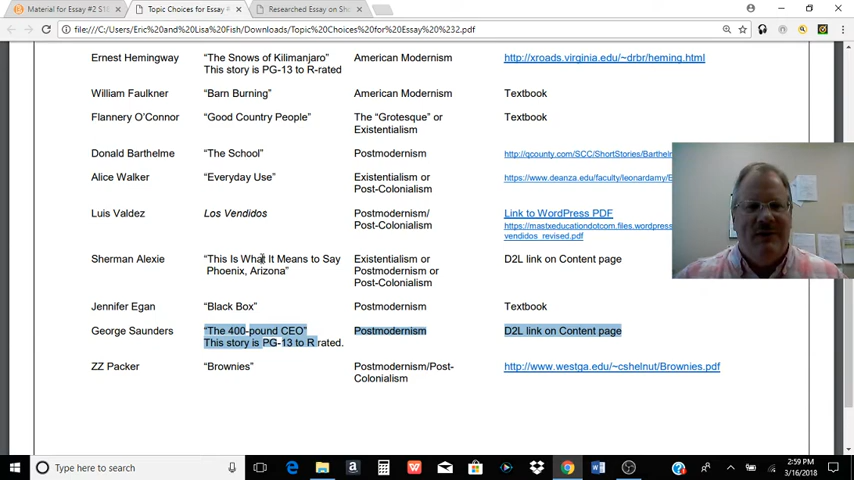 Material for Essay #2 S18
Topic Choices for Essay #
Researched Essay on Sho
file:///C:/Users/Eric%20and%20Lisa%20Fish/Downloads/Topic%20Choices%20for%20Essay%20%232.pdf
Ernest Hemingway "The Snows of Kilimanjaro" American Modernism http://xroads.virginia.edu/~drbr/heming.html
This story is PG-13 to R-rated
William Faulkner "Barn Burning" American Modernism Textbook
Flannery O'Connor "Good Country People" The "Grotesque" or Textbook
Existentialism
Donald Barthelme "The School" Postmodernism http://qcounty.com/SCC/ShortStories/Barthelm
Alice Walker "Everyday Use" Existentialism or https://www.deanza.edu/faculty/leonardamy/E
Post-Colonialism
Luis Valdez Los Vendidos Postmodernism/ Link to WordPress PDF
Post-Colonialism https://mastxeducationdotcom.files.wordpress
vendidos_revised.pdf
Sherman Alexie "This Is What It Means to Say Existentialism or D2L link on Content page
Phoenix, Arizona" Postmodernism or
Post-Colonialism
Jennifer Egan "Black Box" Postmodernism Textbook
George Saunders "The 400-pound CEO" Postmodernism D2L link on Content page
This story is PG-13 to R rated.
ZZ Packer "Brownies" Postmodernism/Post- http://www.westga.edu/~cshelnut/Brownies.pdf
Colonialism
Type here to search
2:59 PM
3/16/2018